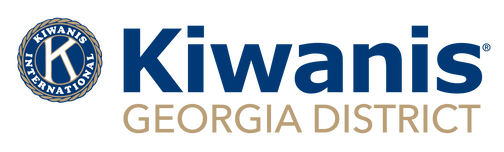 KIWANIS
K
INTERNATIONAL
Kiwanis®
GEORGIA DISTRICT